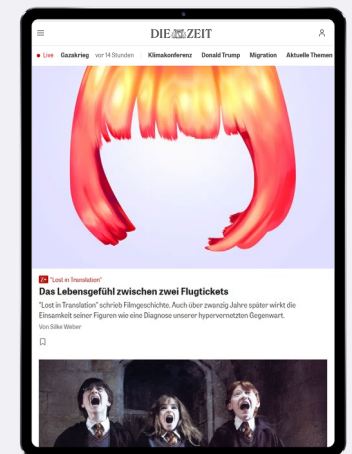 DIE ZEIT
Live Gazakrieg vor 14 Stunden Klimakonferenz Donald Trump Migration Aktuelle Themen
Z+ "Lost in Translation"
Das Lebensgefühl zwischen zwei Flugtickets
"Lost in Translation" schrieb Filmgeschichte. Auch über zwanzig Jahre später wirkt die
Einsamkeit seiner Figuren wie eine Diagnose unserer hypervernetzten Gegenwart.
Von Silke Weber